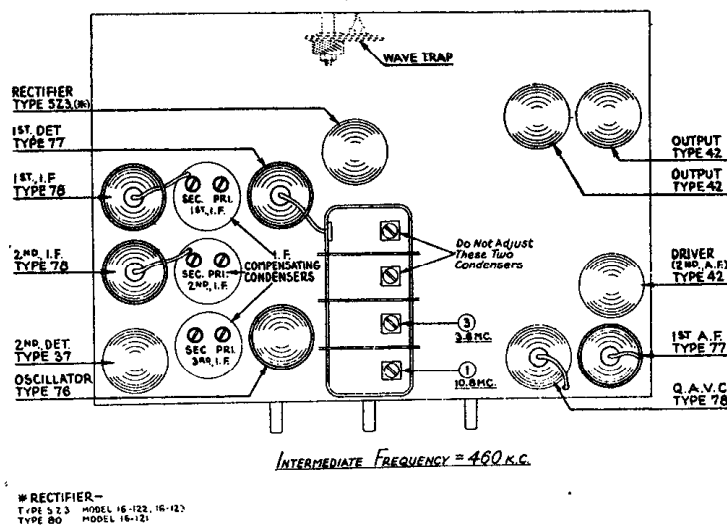 WAVE TRAP
RECTIFIER
TYPE 5Z3,(*)
1ST. DET
TYPE 77
1ST, I.F
TYPE 78
2ND, I.F.
TYPE 78
2ND, DET.
TYPE 37
OSCILLATOR
TYPE 76
SEC. PRI.
1ST, I.F.
I.F.
COMPENSATING
CONDENSERS
SEC. PRI.
2ND, I.F.
SEC PRI.
3RD, I.F.
Do Not Adjust
These Two
Condensers
3
3.8 MC.
1
10.8 MC.
OUTPUT
TYPE 42
OUTPUT
TYPE 42
DRIVER
(2ND, A.F.)
TYPE 42
1ST A.F.
TYPE 77
Q.A.V.C
TYPE 78
INTERMEDIATE FREQUENCY = 460 K.C.
* RECTIFIER—
TYPE 5Z3 MODEL 16-122, 16-123
TYPE 80 MODEL 16-121